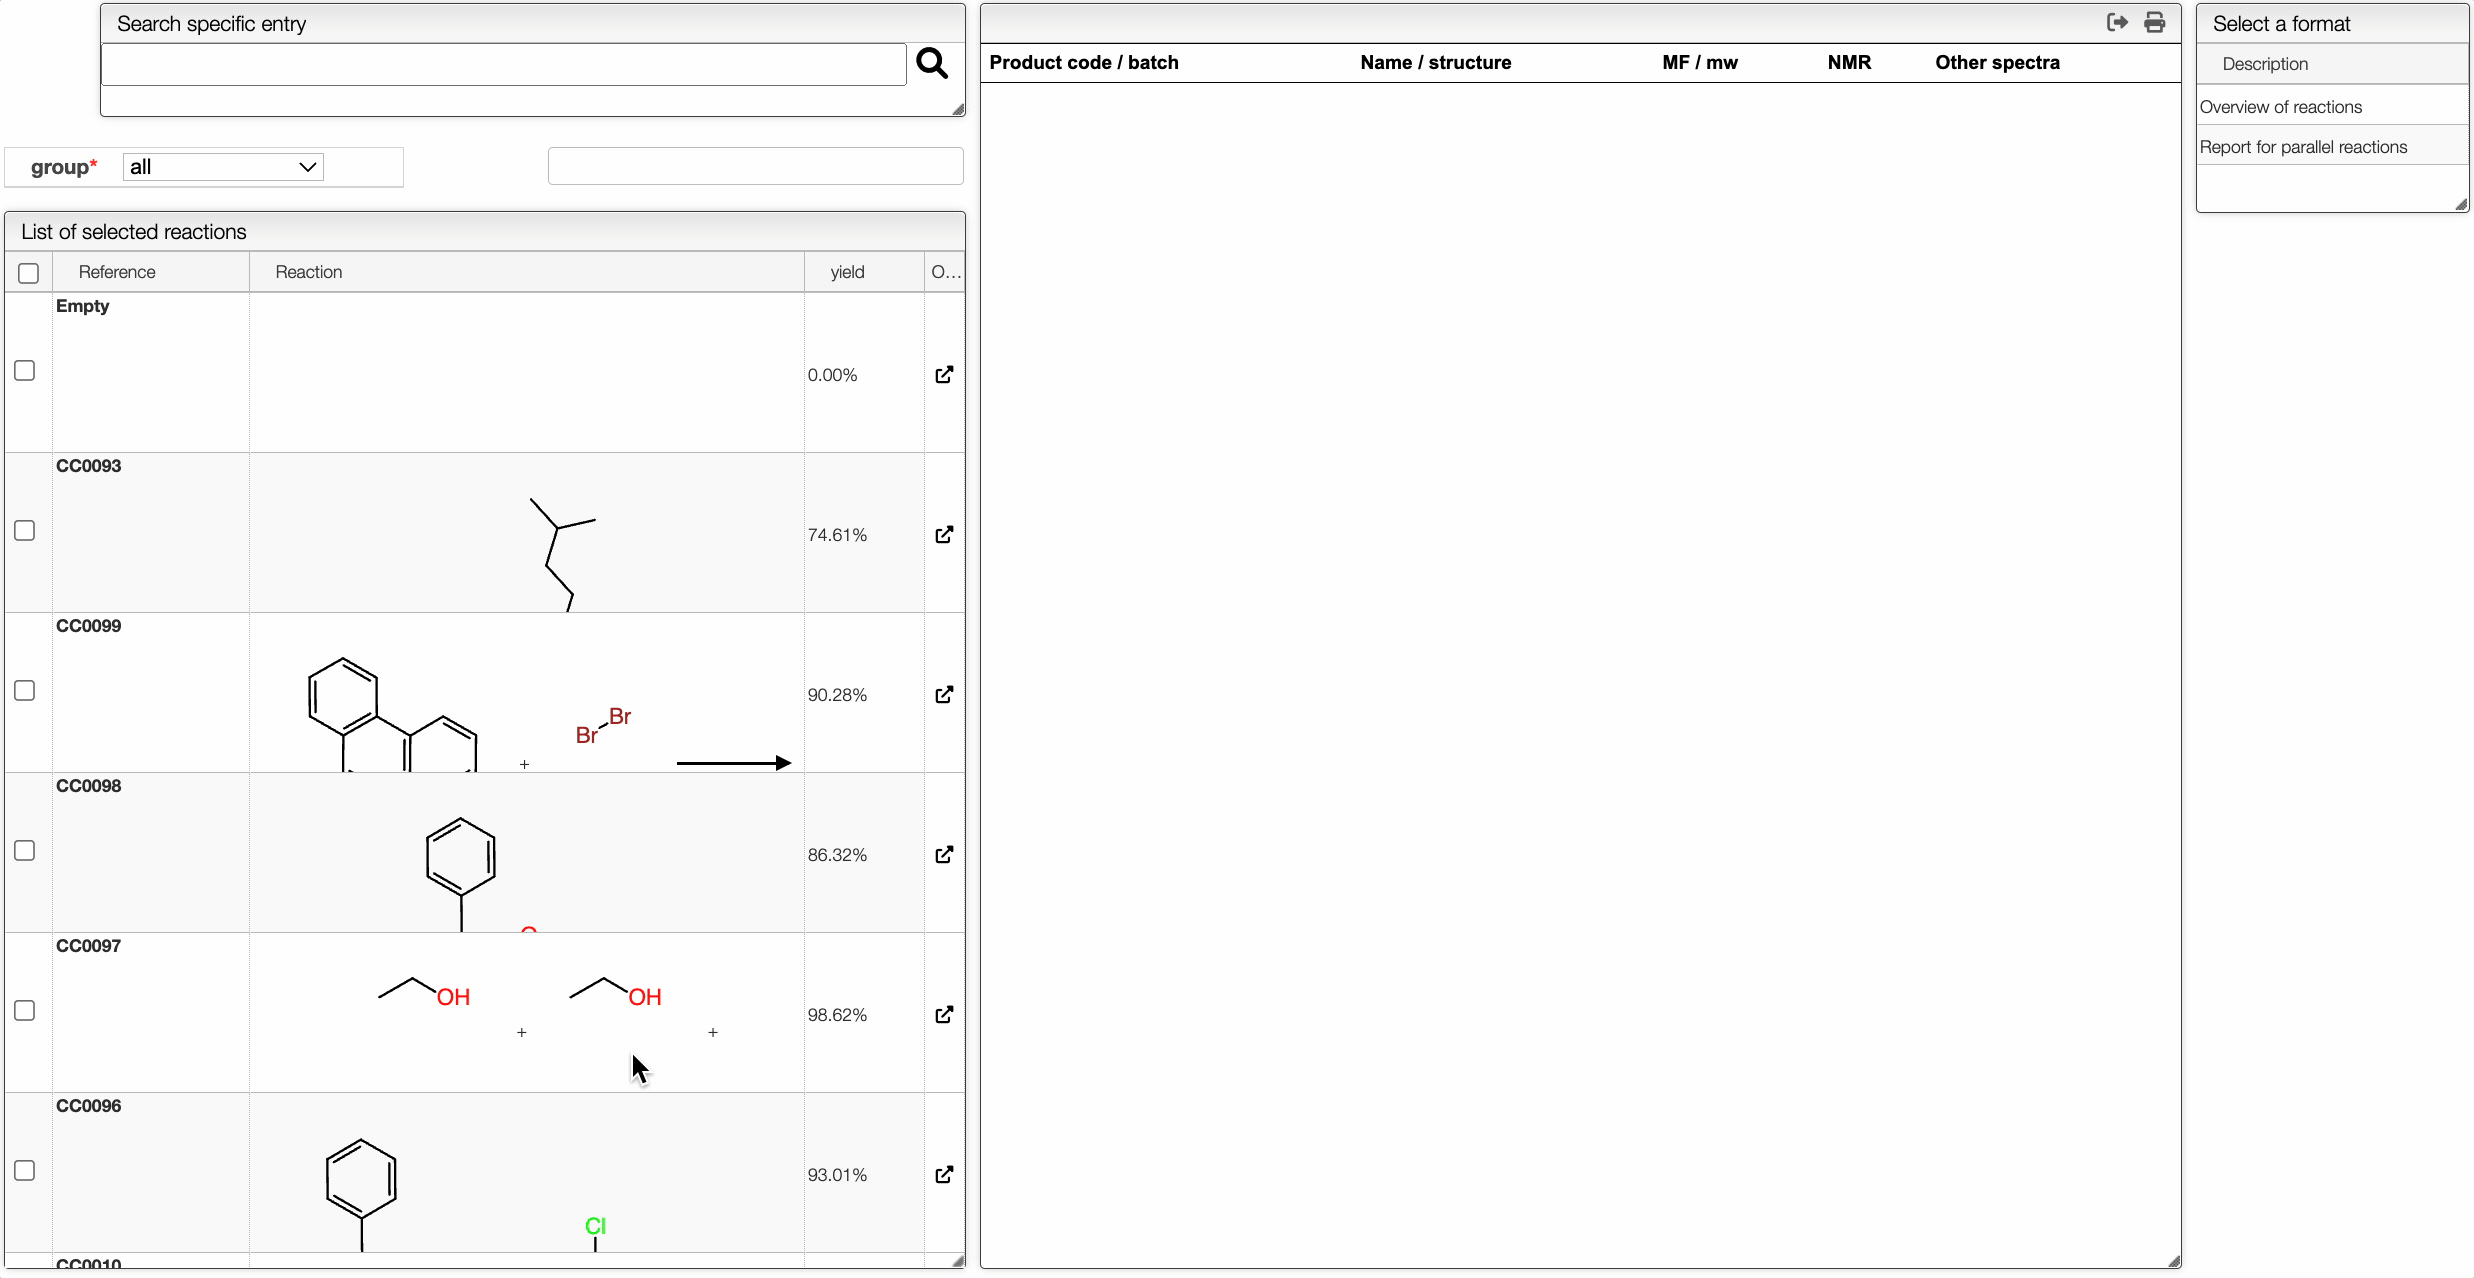 Search specific entry
group* all
List of selected reactions
Reference Reaction yield O...
Empty
0.00%
CC0093
74.61%
CC0099
Br
Br
+
90.28%
CC0098
86.32%
CC0097
OH OH
+ +
98.62%
CC0096
93.01%
Cl
CC0010
Product code / batch Name / structure MF / mw NMR Other spectra
Select a format
Description
Overview of reactions
Report for parallel reactions